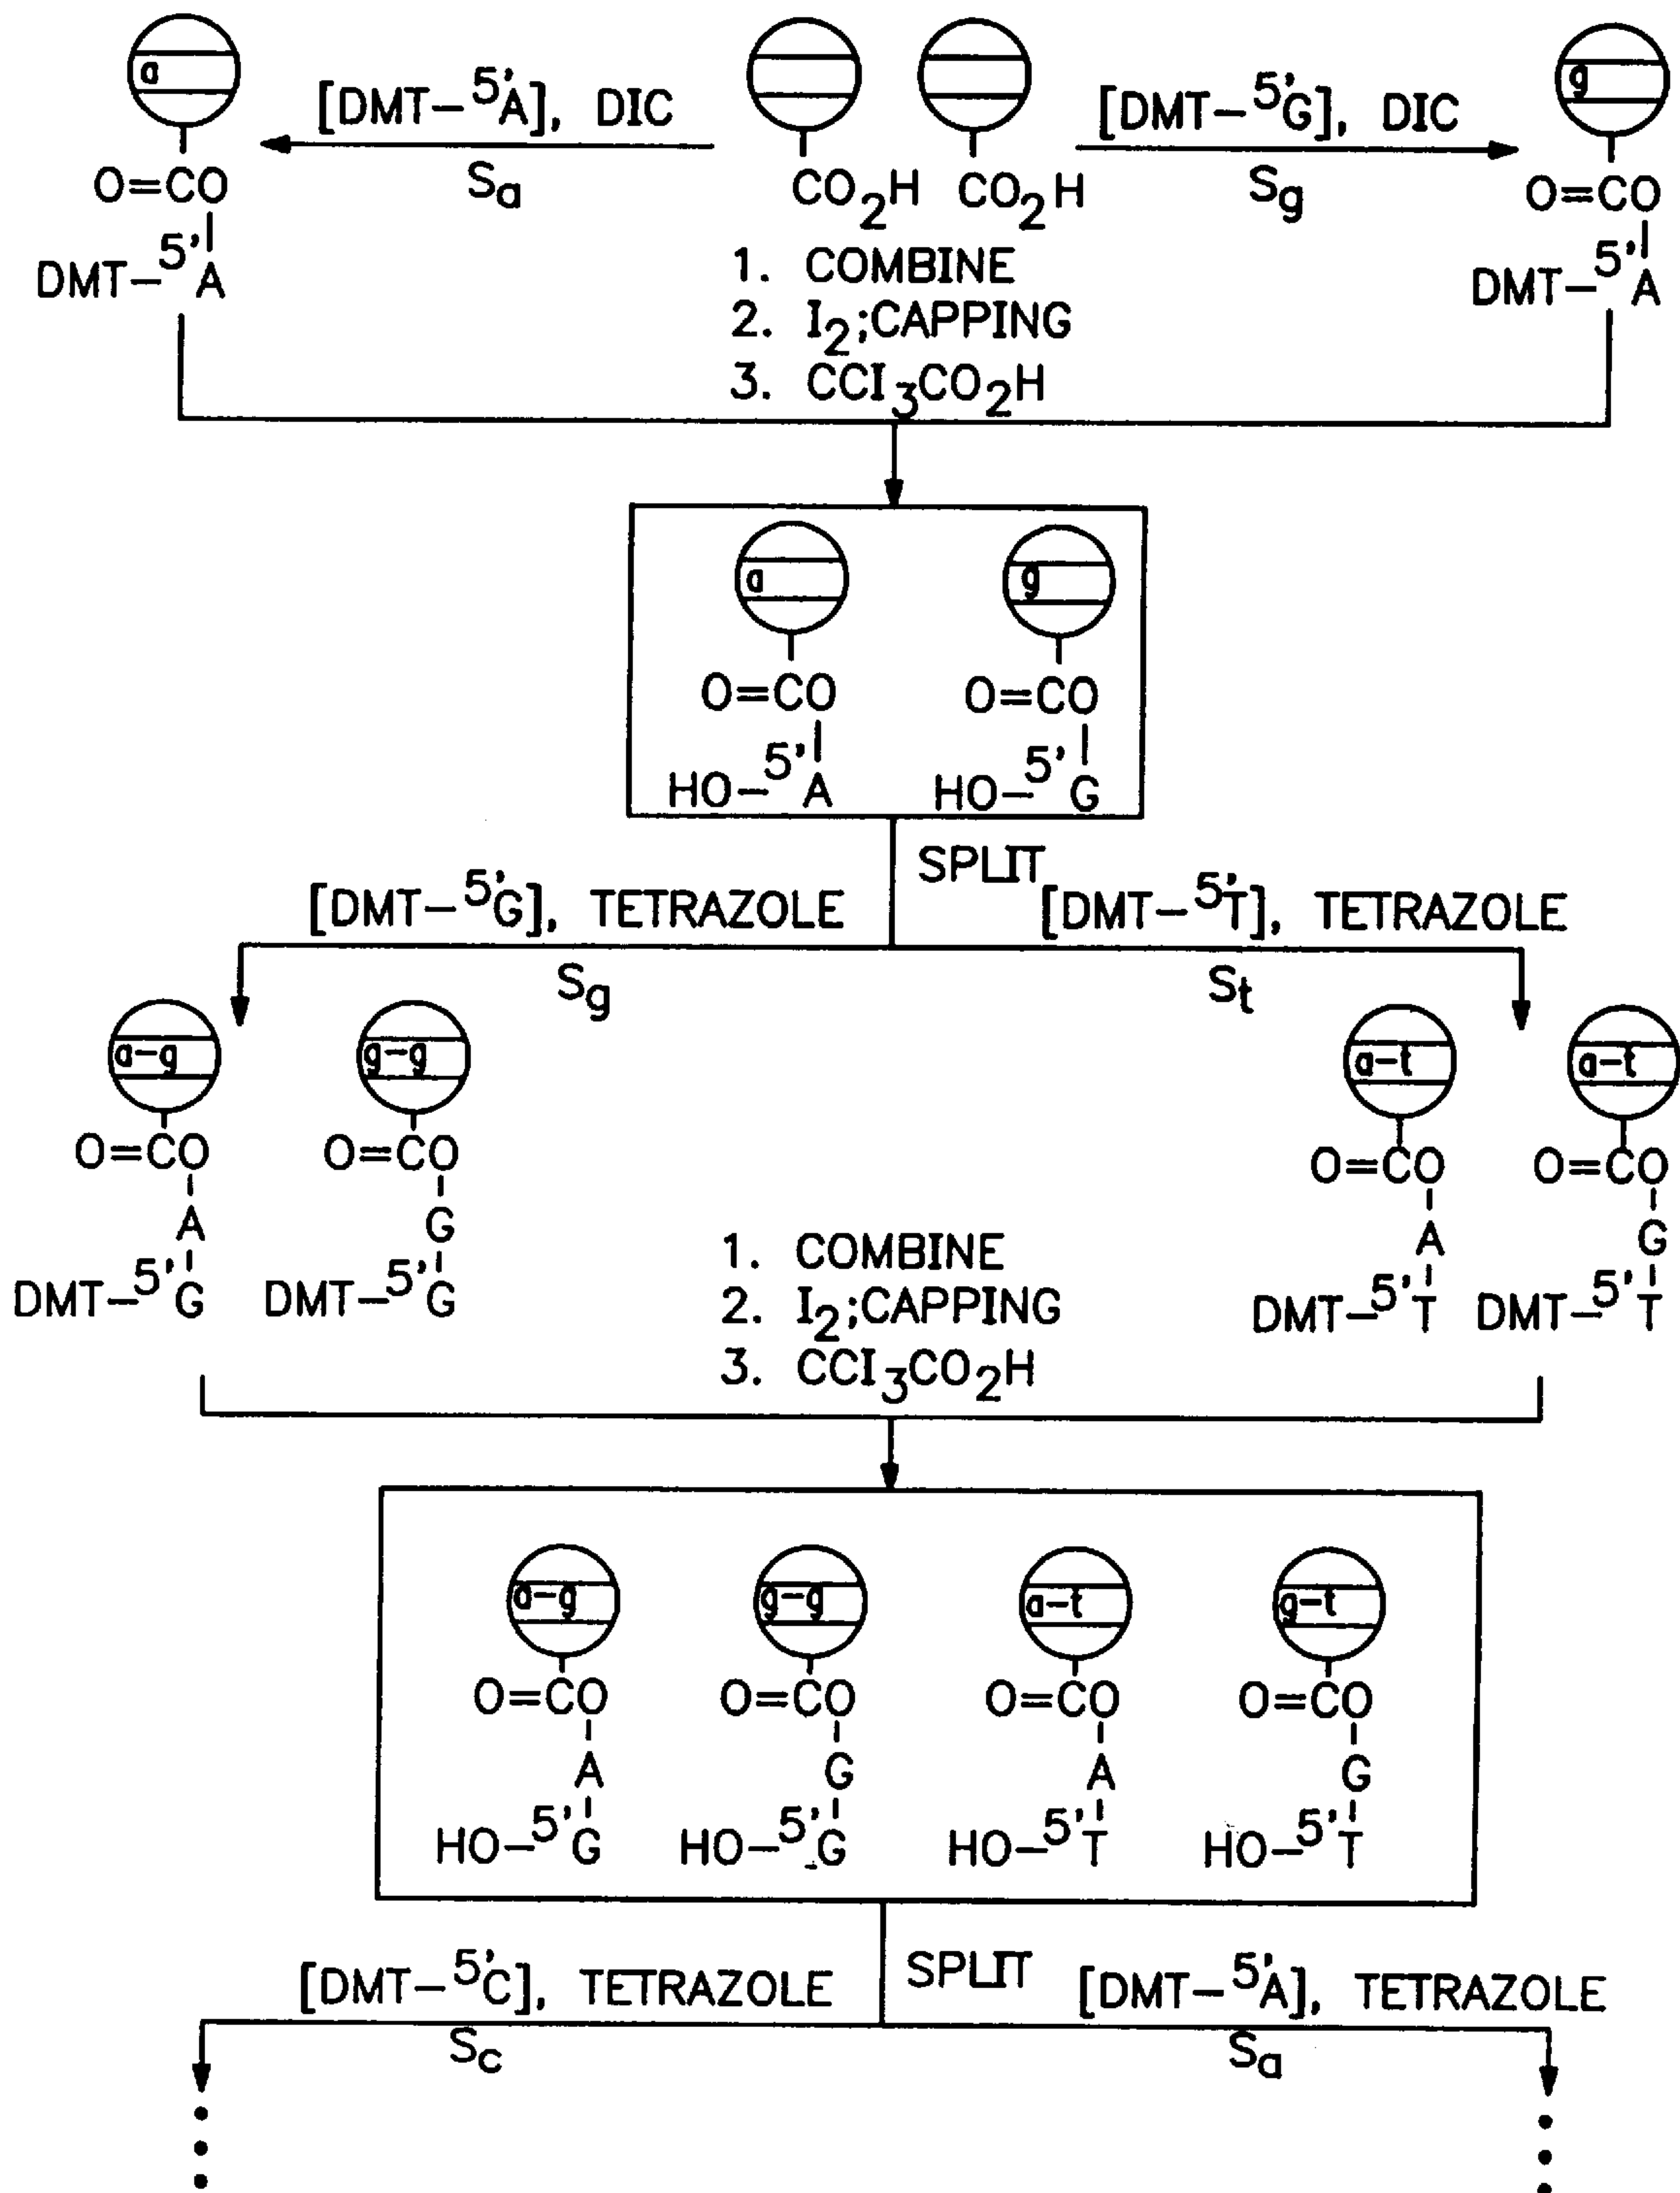 a
[DMT-5'A], DIC
Sa
CO2H CO2H
[DMT-5'G], DIC
Sg
g
O=CO
DMT-5'A
O=CO
DMT-5'A
1. COMBINE
2. I2;CAPPING
3. CCI3CO2H
a
g
O=CO
O=CO
HO-5'A
HO-5'G
SPLIT
[DMT-5'G], TETRAZOLE
Sg
[DMT-5'T], TETRAZOLE
St
a-g
g-g
a-t
a-t
O=CO
O=CO
O=CO
O=CO
A
G
A
G
DMT-5'G
DMT-5'G
DMT-5'T
DMT-5'T
1. COMBINE
2. I2;CAPPING
3. CCI3CO2H
a-g
g-g
a-t
g-t
O=CO
O=CO
O=CO
O=CO
A
G
A
G
HO-5'G
HO-5'G
HO-5'T
HO-5'T
SPLIT
[DMT-5'C], TETRAZOLE
Sc
[DMT-5'A], TETRAZOLE
Sa